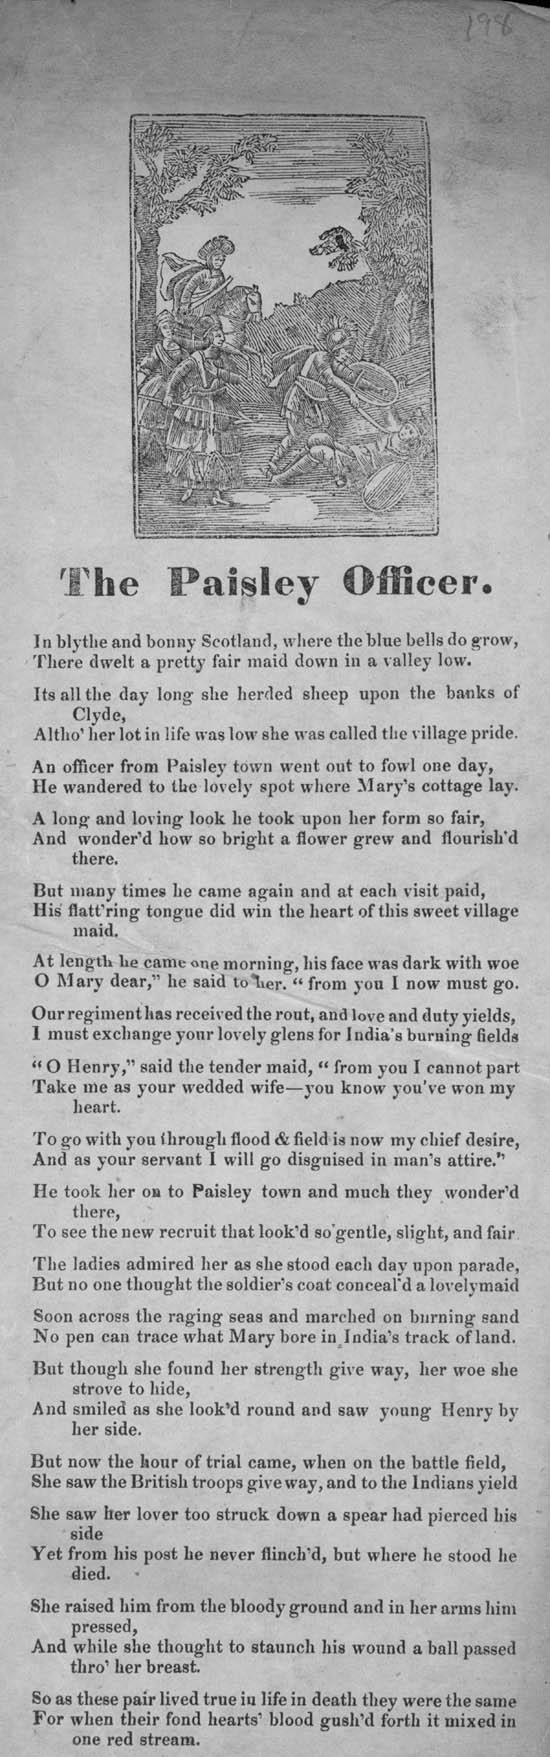 198
The Paisley Officer.
In blythe and bonny Scotland, where the blue bells do grow,
There dwelt a pretty fair maid down in a valley low.
Its all the day long she herded sheep upon the banks of
Clyde,
Altho' her lot in life was low she was called the village pride.
An officer from Paisley town went out to fowl one day,
He wandered to the lovely spot where Mary's cottage lay.
A long and loving look he took upon her form so fair,
And wonder'd how so bright a flower grew and flourish'd
there.
But many times he came again and at each visit paid,
His flatt'ring tongue did win the heart of this sweet village
maid.
At length he came one morning, his face was dark with woe
O Mary dear," he said to her. " from you I now must go.
Our regiment has received the rout, and love and duty yields,
I must exchange your lovely glens for India's burning fields
" O Henry," said the tender maid, " from you I cannot part
Take me as your wedded wife—you know you've won my
heart.
To go with you through flood & field is now my chief desire,
And as your servant I will go disguised in man's attire."
He took her on to Paisley town and much they wonder'd
there,
To see the new recruit that look'd so gentle, slight, and fair
The ladies admired her as she stood each day upon parade,
But no one thought the soldier's coat conceal'd a lovelymaid
Soon across the raging seas and marched on burning sand
No pen can trace what Mary bore in India's track of land.
But though she found her strength give way, her woe she
strove to hide,
And smiled as she look'd round and saw young Henry by
her side.
But now the hour of trial came, when on the battle field,
She saw the British troops give way, and to the Indians yield
She saw her lover too struck down a spear had pierced his
side
Yet from his post he never flinch'd, but where he stood he
died.
She raised him from the bloody ground and in her arms him
pressed,
And while she thought to staunch his wound a ball passed
thro' her breast.
So as these pair lived true in life in death they were the same
For when their fond hearts' blood gush'd forth it mixed in
one red stream.